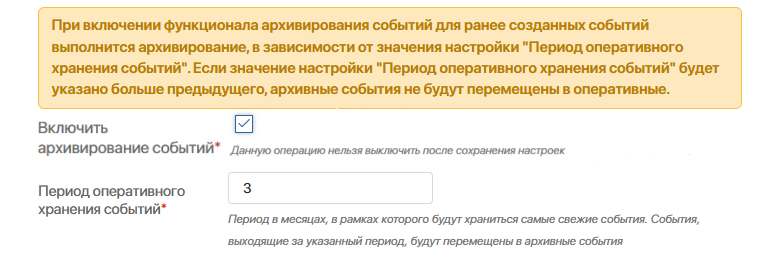 При включении функционала архивирования событий для ранее созданных событий
выполнится архивирование, в зависимости от значения настройки "Период оперативного
хранения событий". Если значение настройки "Период оперативного хранения событий" будет
указано больше предыдущего, архивные события не будут перемещены в оперативные.
Включить
архивирование событий*
Данную операцию нельзя выключить после сохранения настроек
Период оперативного
хранения событий*
3
Период в месяцах, в рамках которого будут храниться самые свежие события. События,
выходящие за указанный период, будут перемещены в архивные события